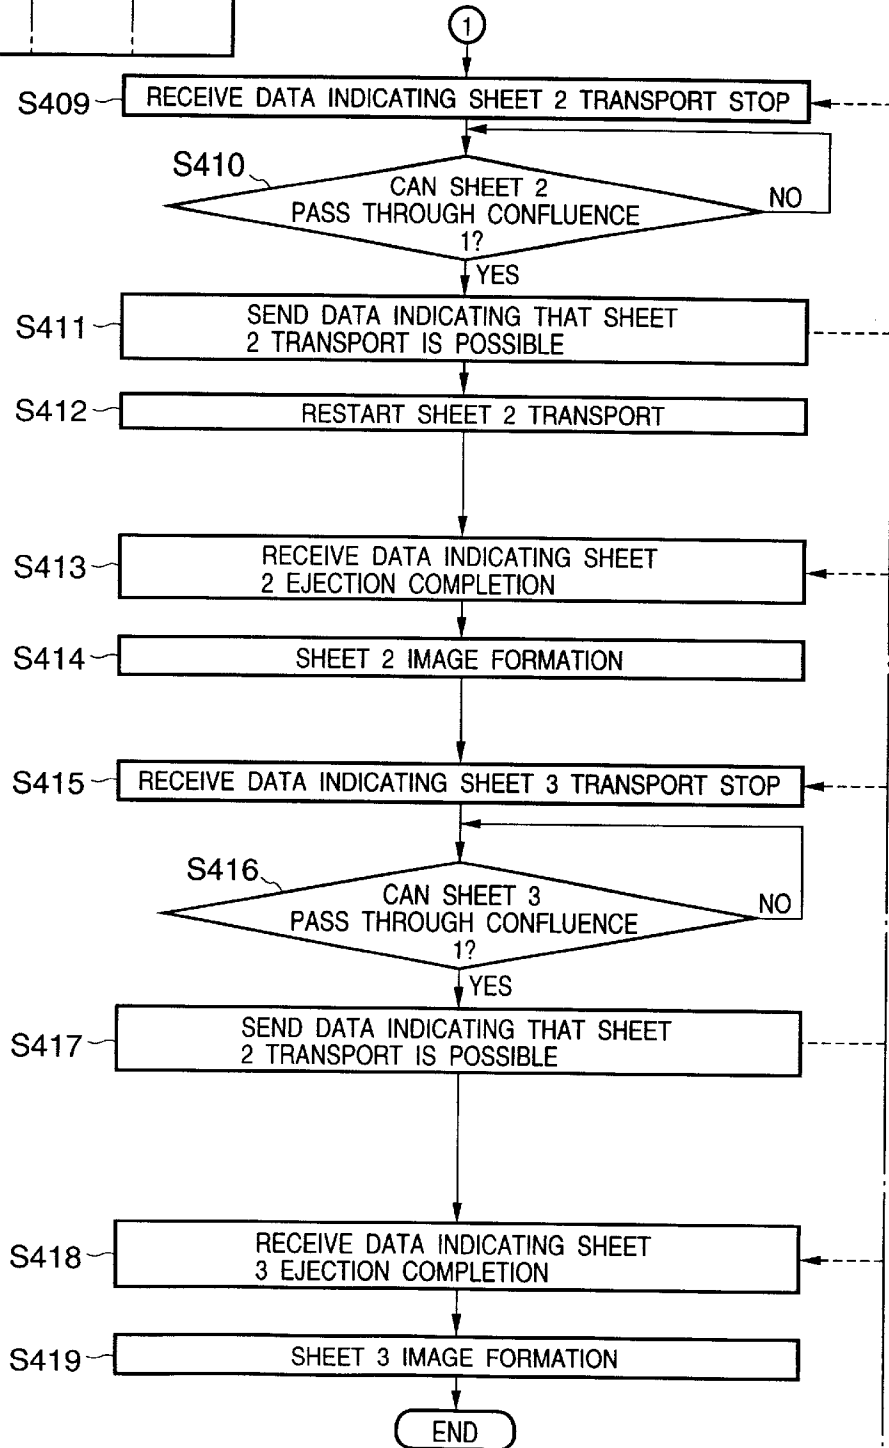 1
S409
RECEIVE DATA INDICATING SHEET 2 TRANSPORT STOP
S410
CAN SHEET 2
PASS THROUGH CONFLUENCE
1?
NO
YES
S411
SEND DATA INDICATING THAT SHEET
2 TRANSPORT IS POSSIBLE
S412
RESTART SHEET 2 TRANSPORT
S413
RECEIVE DATA INDICATING SHEET
2 EJECTION COMPLETION
S414
SHEET 2 IMAGE FORMATION
S415
RECEIVE DATA INDICATING SHEET 3 TRANSPORT STOP
S416
CAN SHEET 3
PASS THROUGH CONFLUENCE
1?
NO
YES
S417
SEND DATA INDICATING THAT SHEET
2 TRANSPORT IS POSSIBLE
S418
RECEIVE DATA INDICATING SHEET
3 EJECTION COMPLETION
S419
SHEET 3 IMAGE FORMATION
END